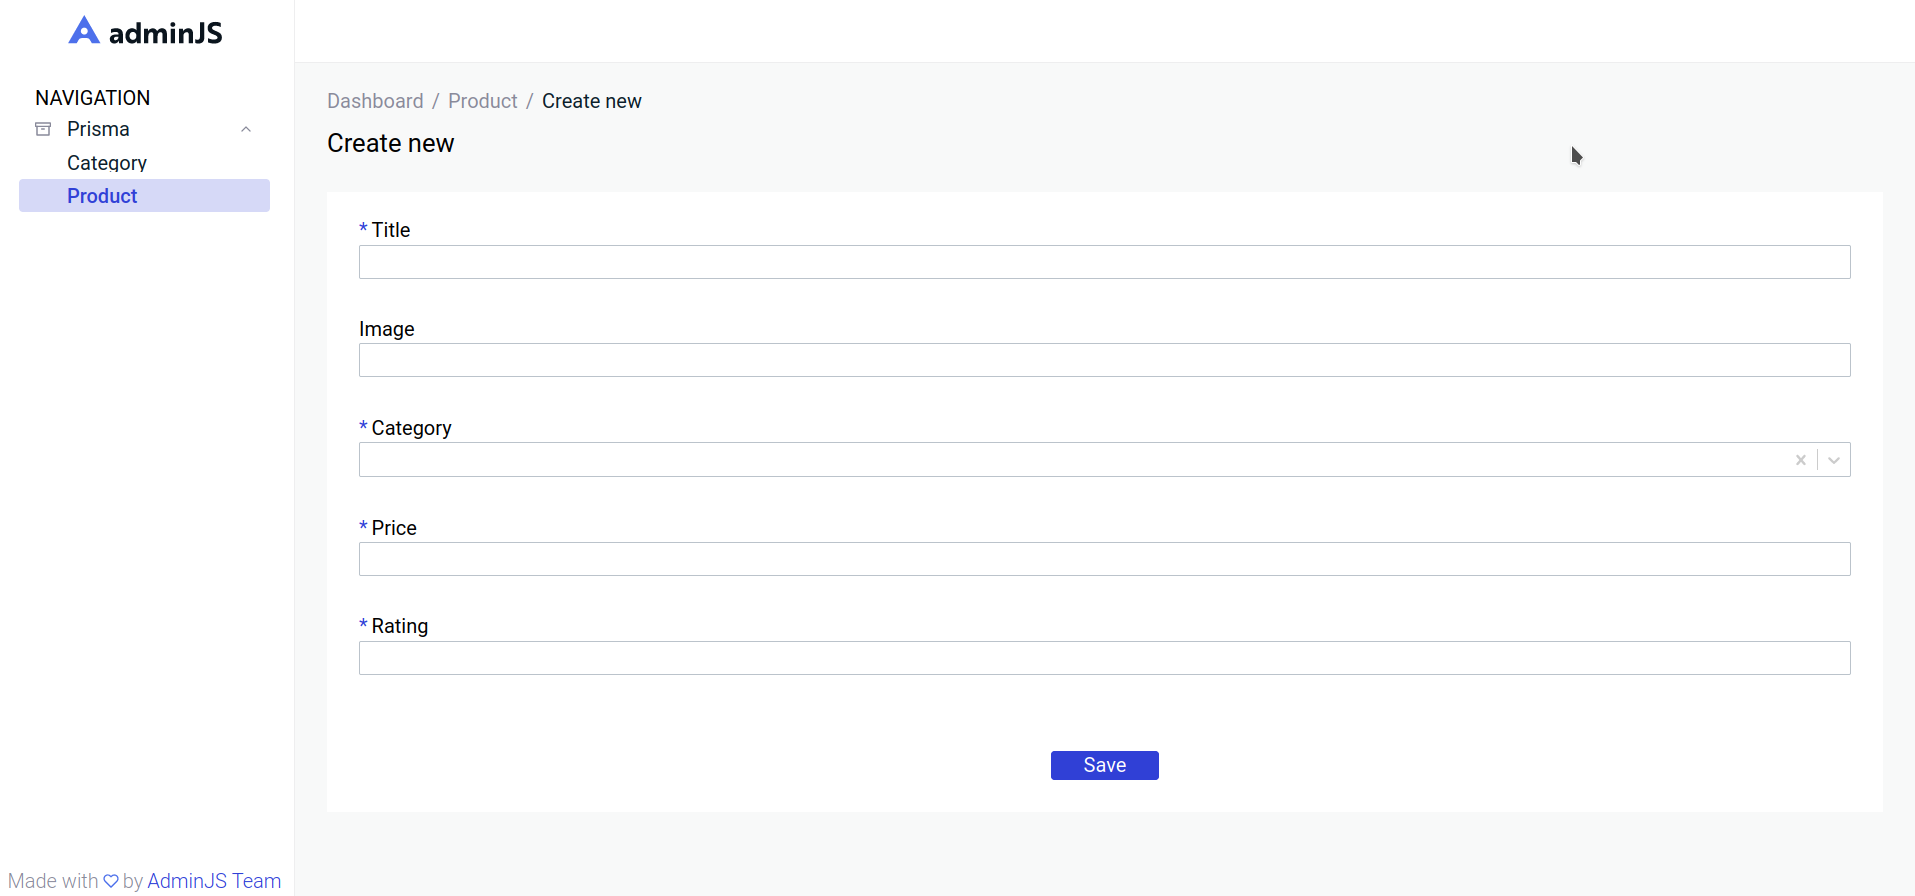 adminJS
NAVIGATION
Prisma
Category
Product
Dashboard / Product / Create new
Create new
* Title
Image
* Category
* Price
* Rating
Save
Made with ♡ by AdminJS Team